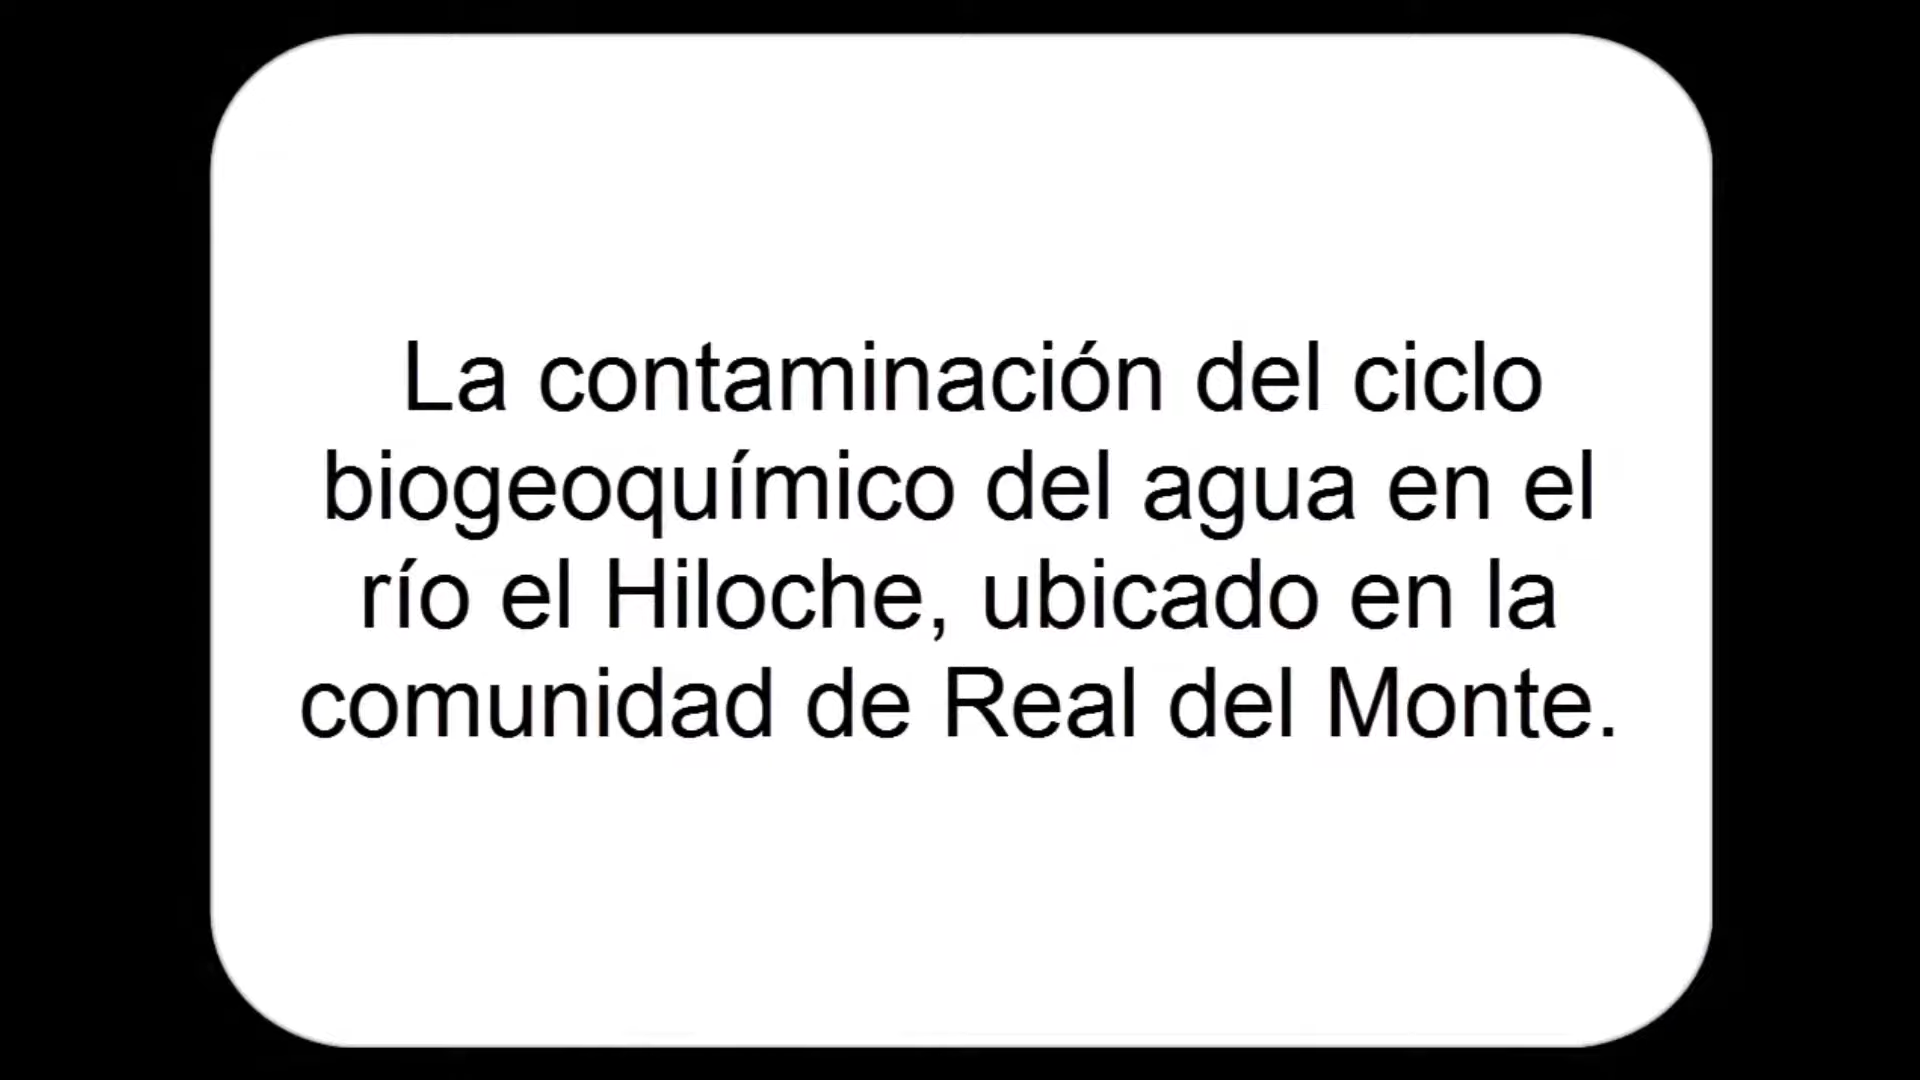 La contaminación del ciclo
biogeoquímico del agua en el
río el Hiloche, ubicado en la
comunidad de Real del Monte.